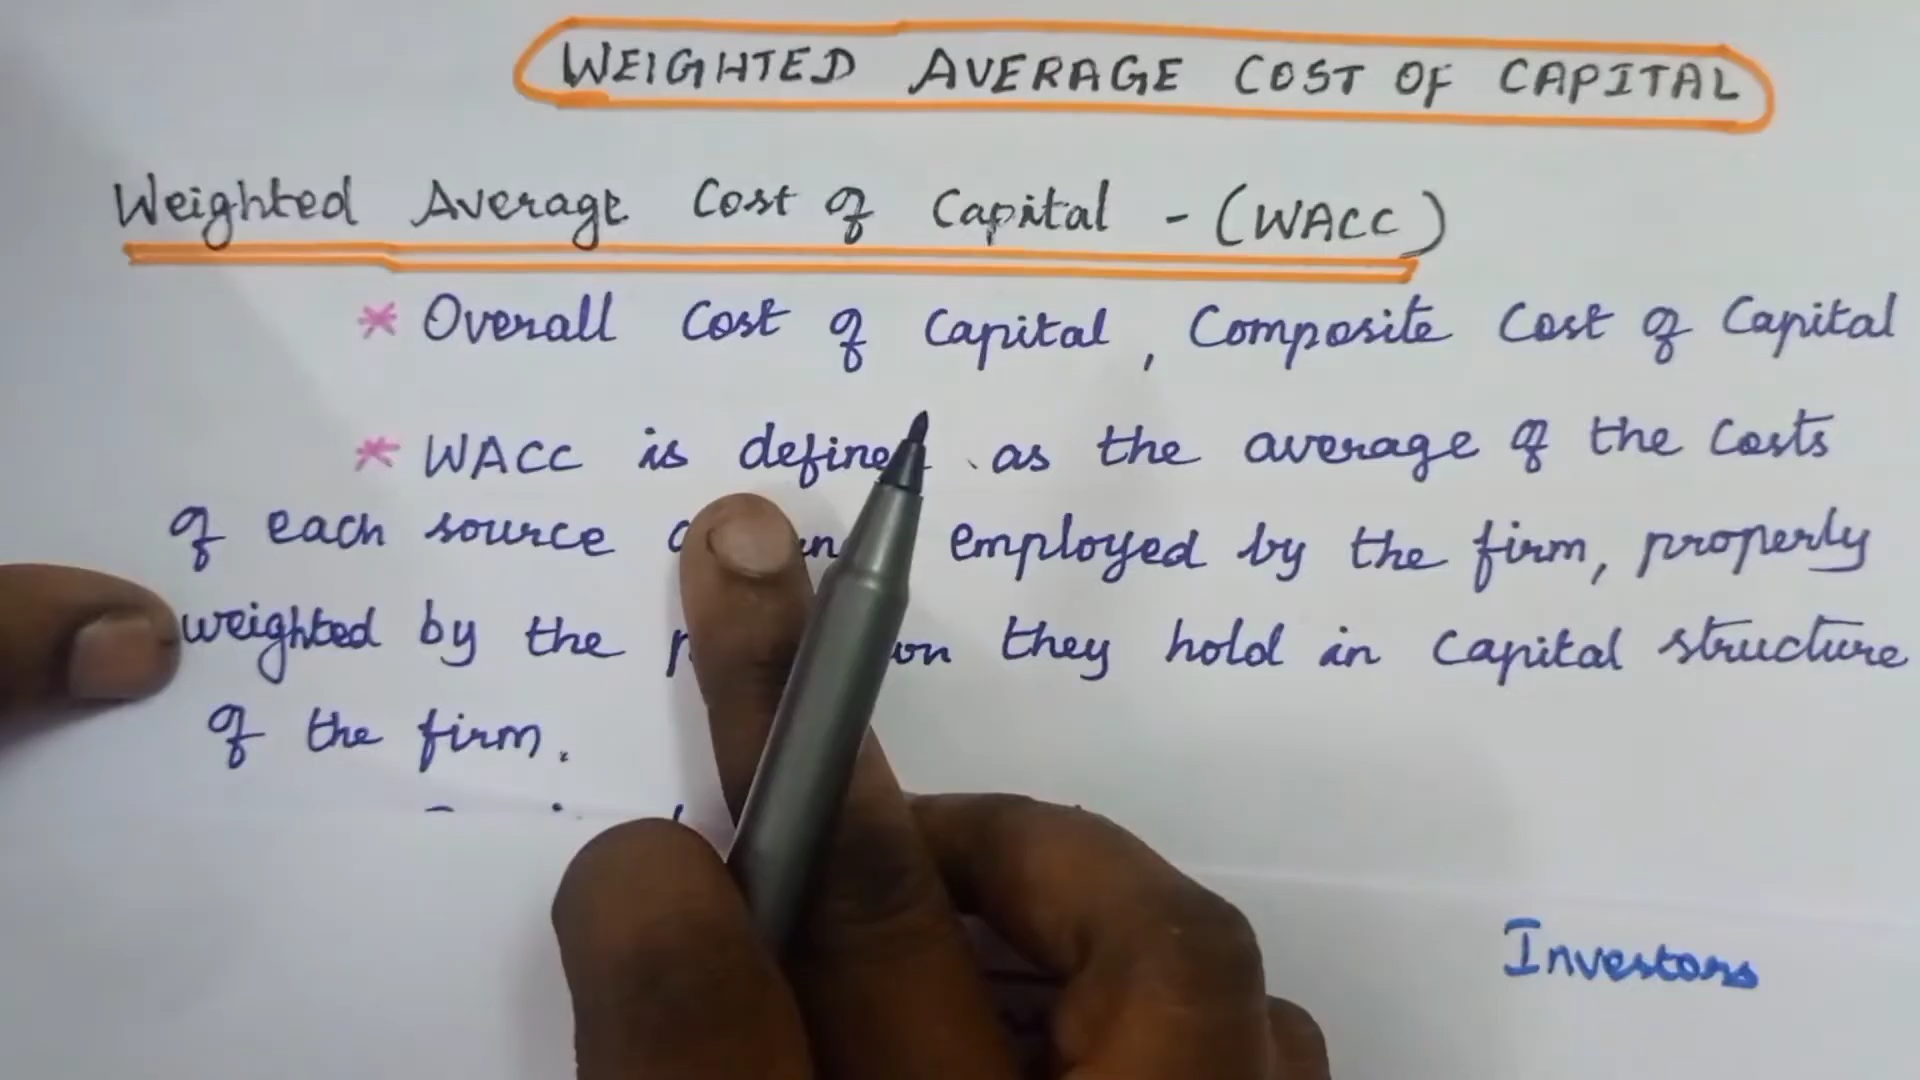 WEIGHTED AVERAGE COST OF CAPITAL
Weighted Average Cost of Capital - (WACC)
* Overall Cost of Capital, Composite Cost of Capital
* WACC is defined as the average of the Costs
of each source employed by the firm, properly
weighted by the they hold in Capital structure
of the firm.
Investors